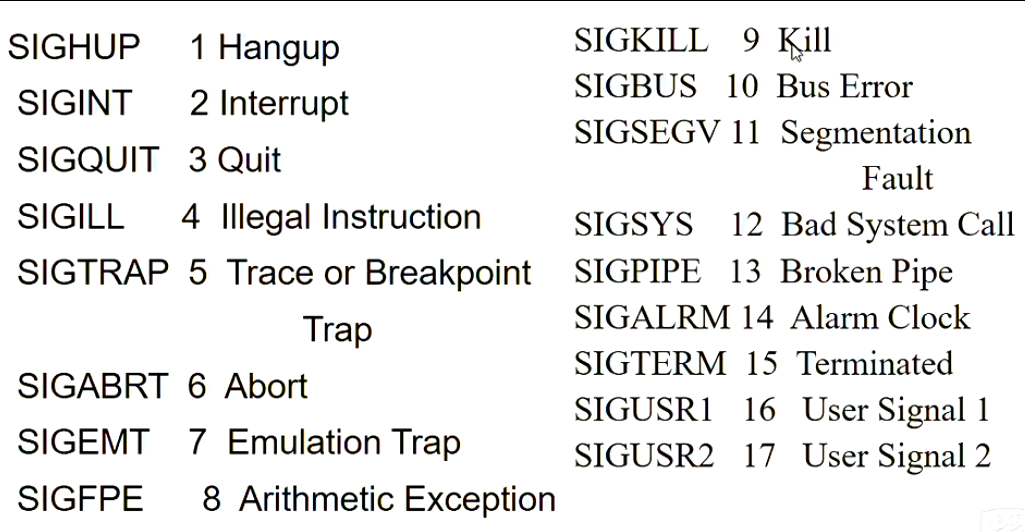 SIGHUP 1 Hangup
SIGINT 2 Interrupt
SIGQUIT 3 Quit
SIGILL 4 Illegal Instruction
SIGTRAP 5 Trace or Breakpoint
Trap
SIGABRT 6 Abort
SIGEMT 7 Emulation Trap
SIGFPE 8 Arithmetic Exception
SIGKILL 9 Kill
SIGBUS 10 Bus Error
SIGSEGV 11 Segmentation
Fault
SIGSYS 12 Bad System Call
SIGPIPE 13 Broken Pipe
SIGALRM 14 Alarm Clock
SIGTERM 15 Terminated
SIGUSR1 16 User Signal 1
SIGUSR2 17 User Signal 2